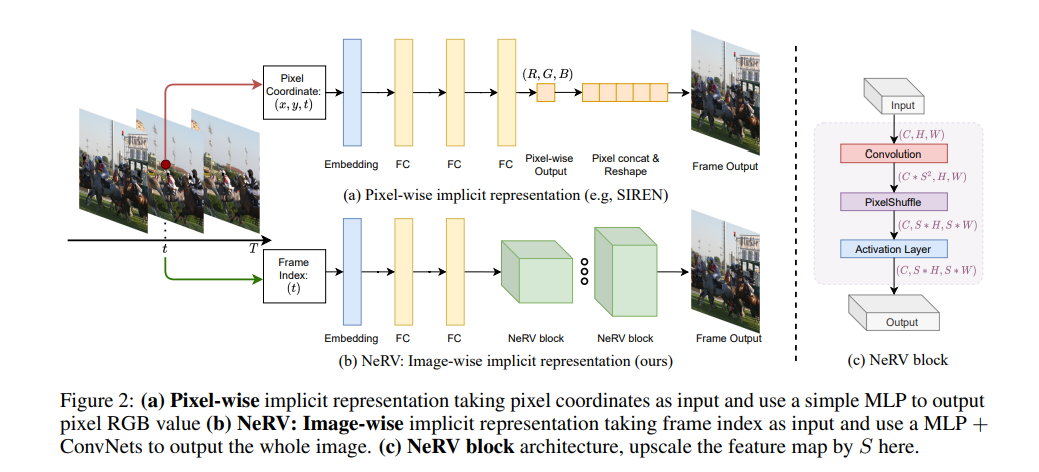 Pixel
Coordinate:
(x, y, t)
(R, G, B)
Embedding
FC
FC
FC
Pixel-wise
Output
Pixel concat &
Reshape
Frame Output
(a) Pixel-wise implicit representation (e.g, SIREN)
t
T
Frame
Index:
(t)
Embedding
FC
FC
NeRV block
NeRV block
Frame Output
(b) NeRV: Image-wise implicit representation (ours)
Input
(C, H, W)
Convolution
(C ∗ S², H, W)
PixelShuffle
(C, S ∗ H, S ∗ W)
Activation Layer
(C, S ∗ H, S ∗ W)
Output
(c) NeRV block
Figure 2: (a) Pixel-wise implicit representation taking pixel coordinates as input and use a simple MLP to output
pixel RGB value (b) NeRV: Image-wise implicit representation taking frame index as input and use a MLP +
ConvNets to output the whole image. (c) NeRV block architecture, upscale the feature map by S here.